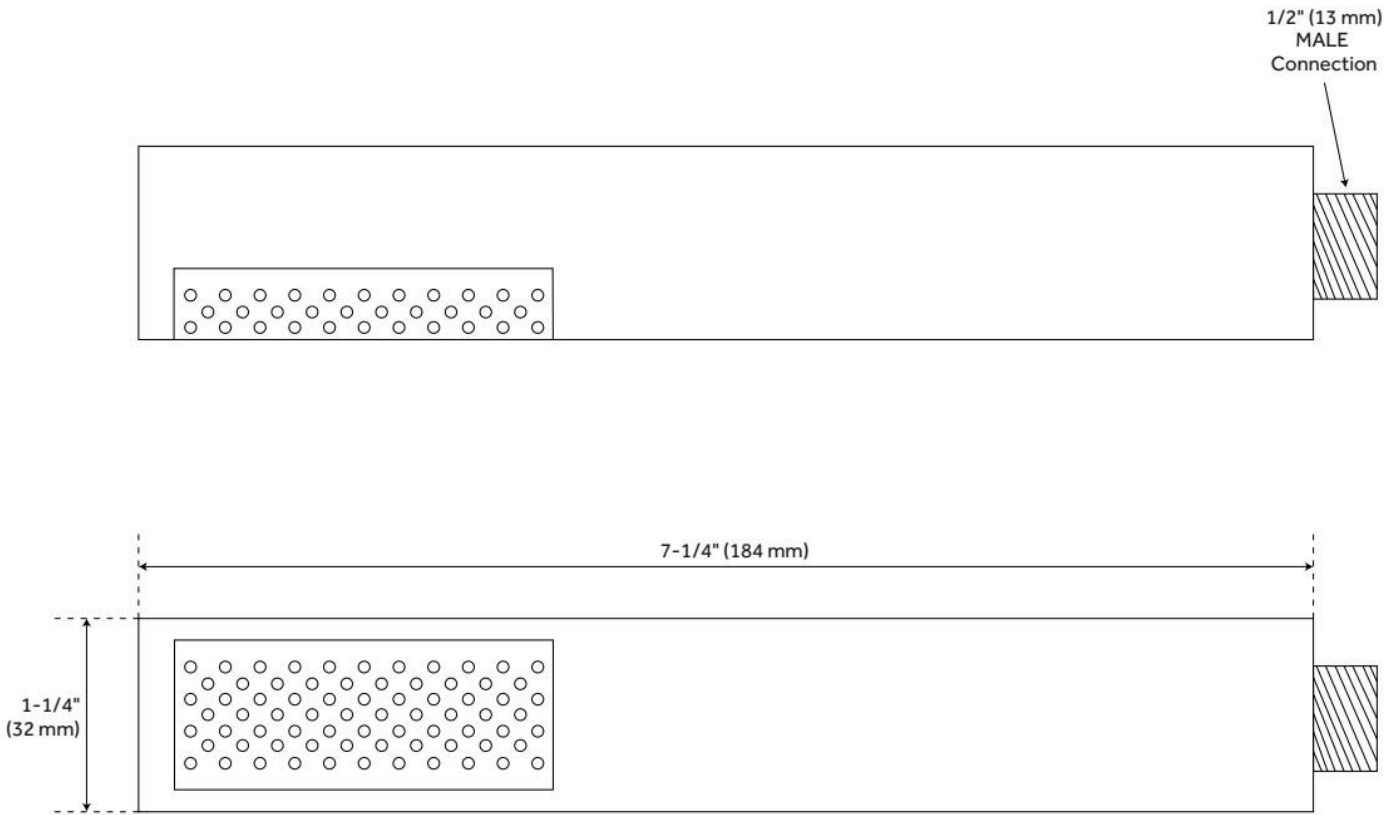 1/2" (13 mm)
MALE
Connection
7-1/4" (184 mm)
1-1/4"
(32 mm)